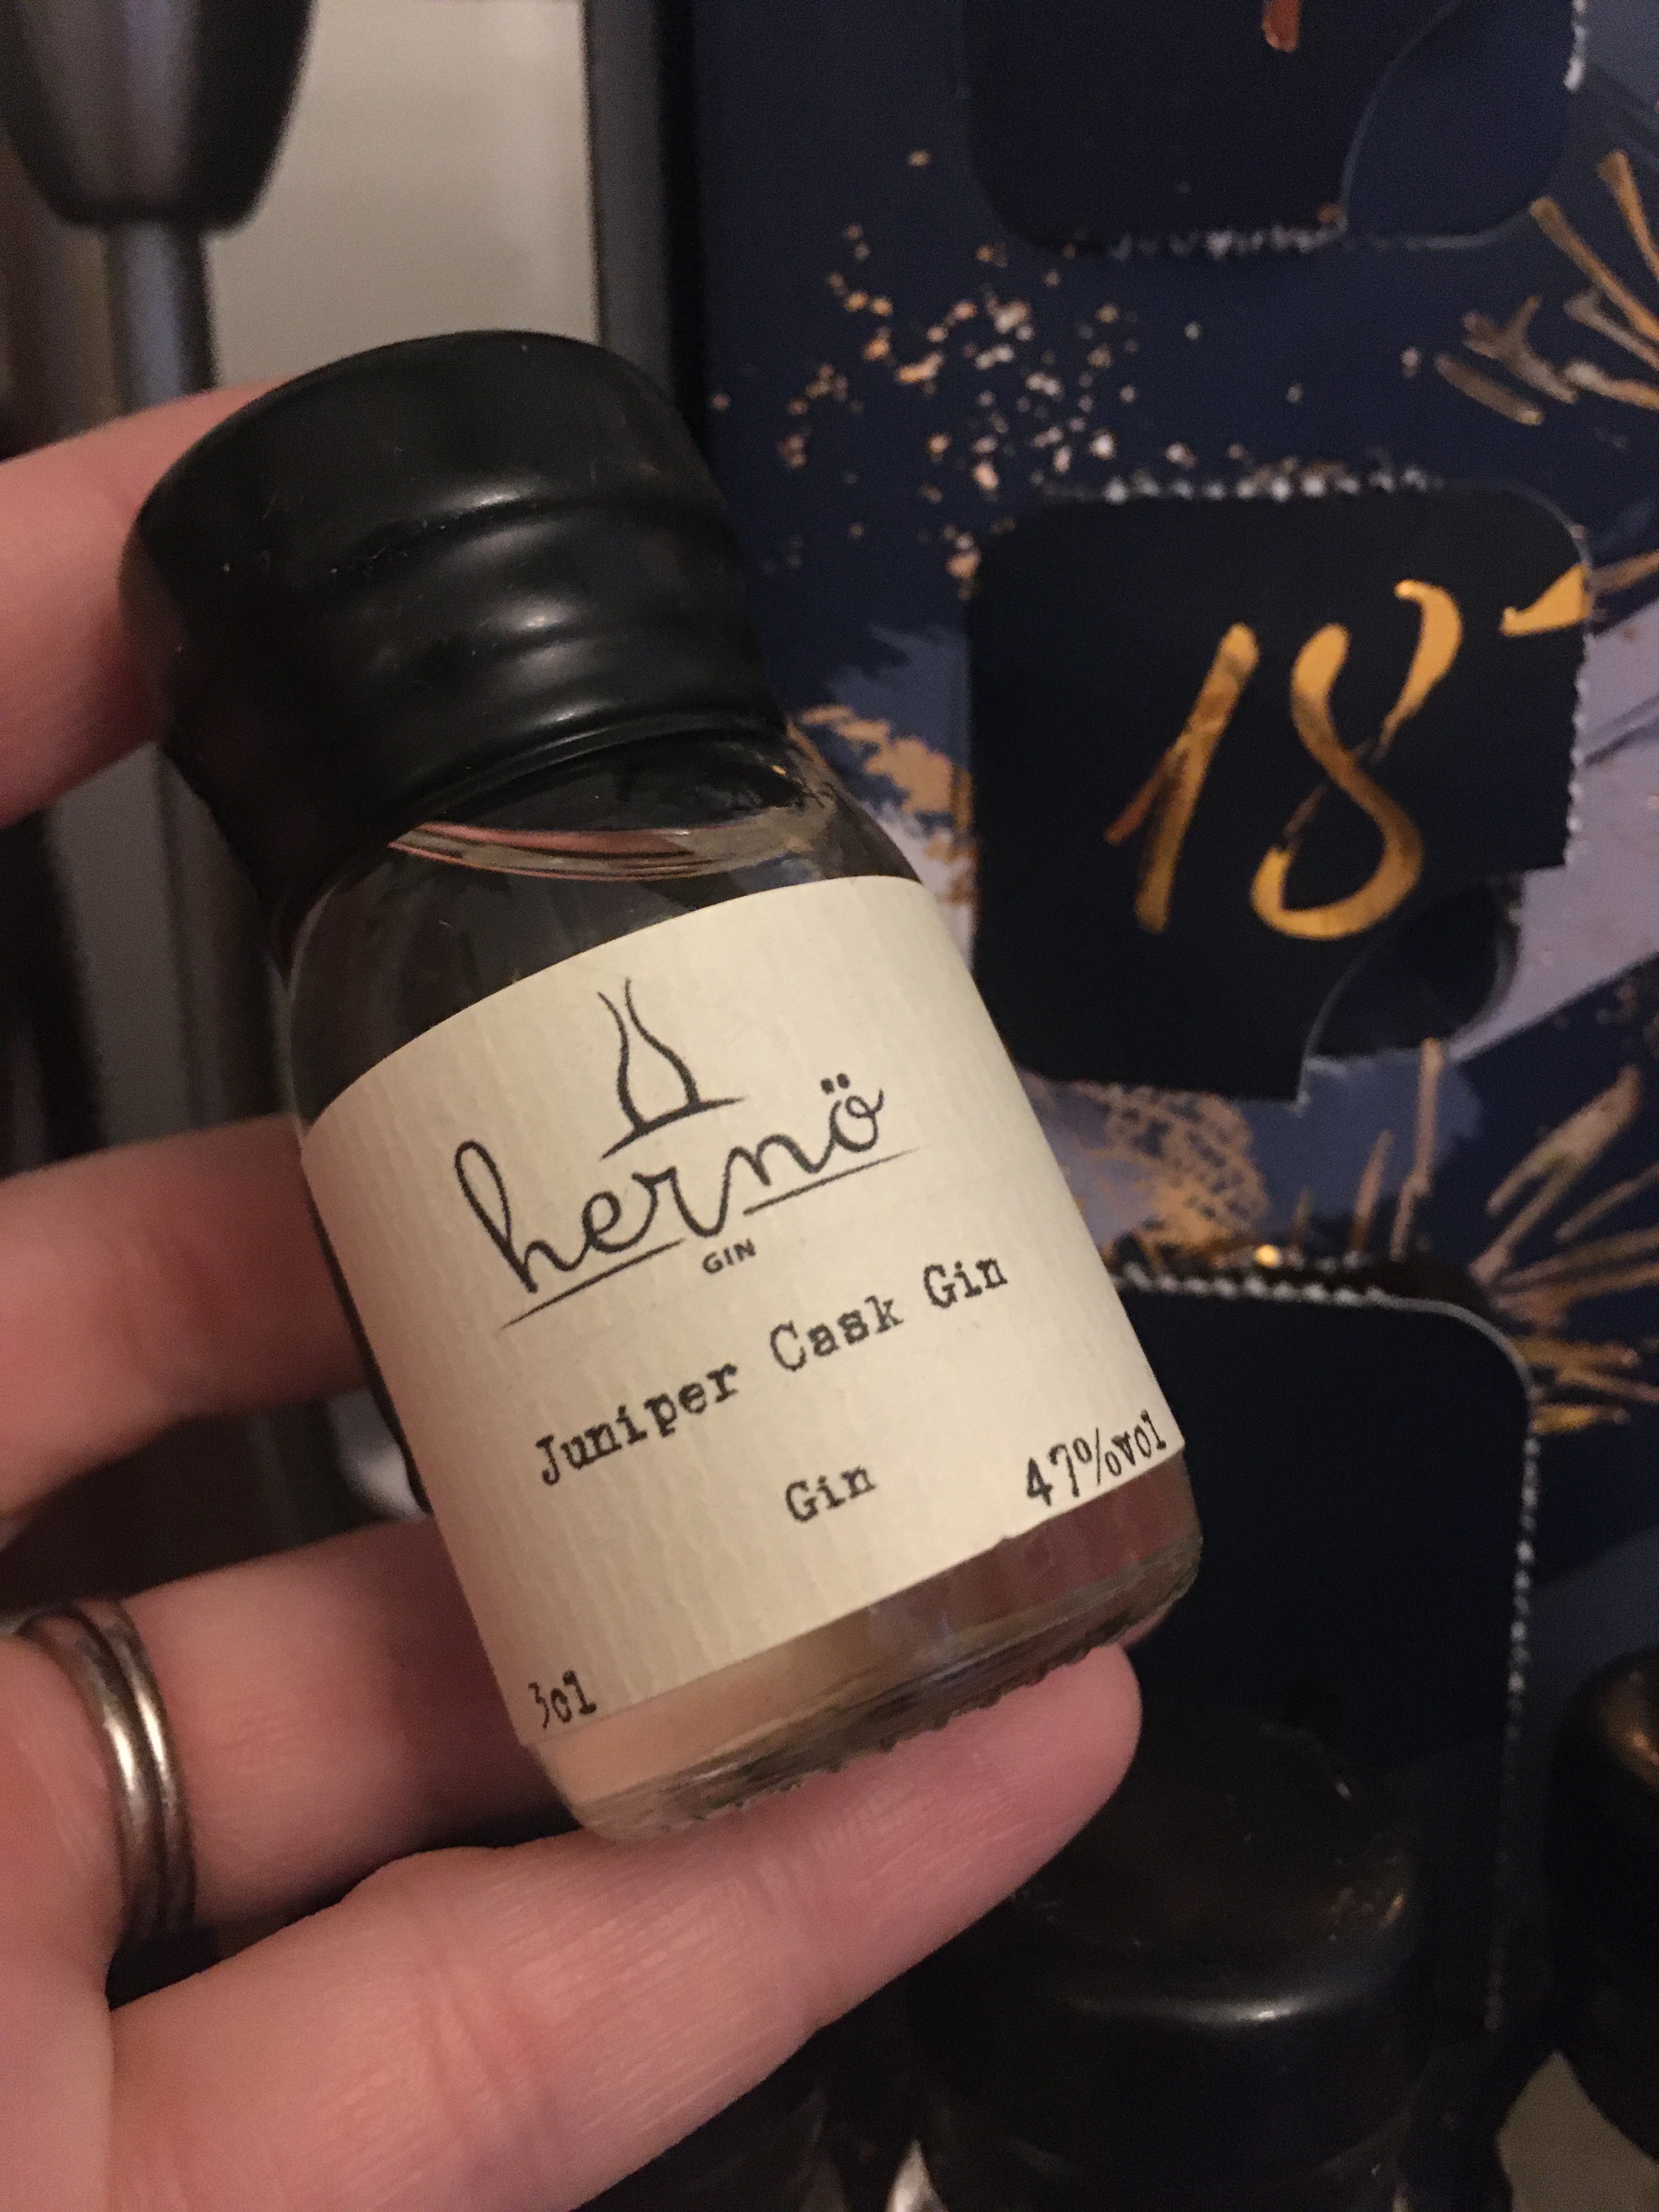 18
hernö
GIN
Juniper Cask Gin
Gin
47%vol
3cl